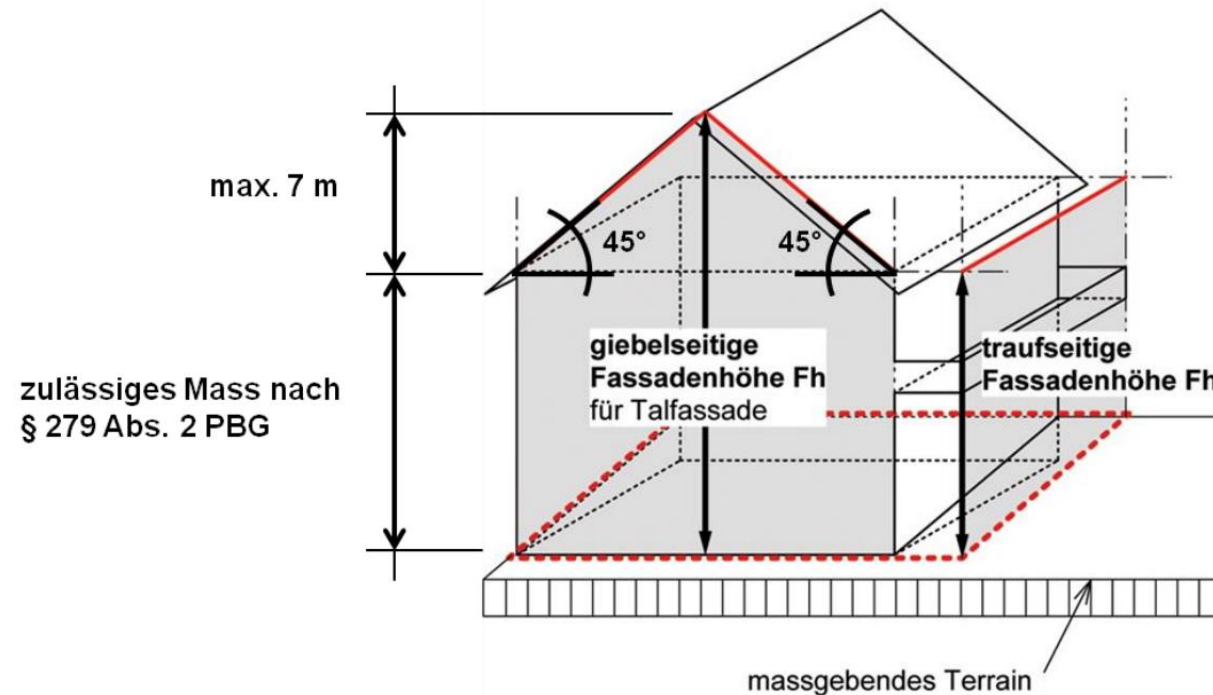 max. 7 m
45°
45°
zulässiges Mass nach
§ 279 Abs. 2 PBG
giebelseitige
Fassadenhöhe Fh
für Talfassade
traufseitige
Fassadenhöhe Fh
massgebendes Terrain